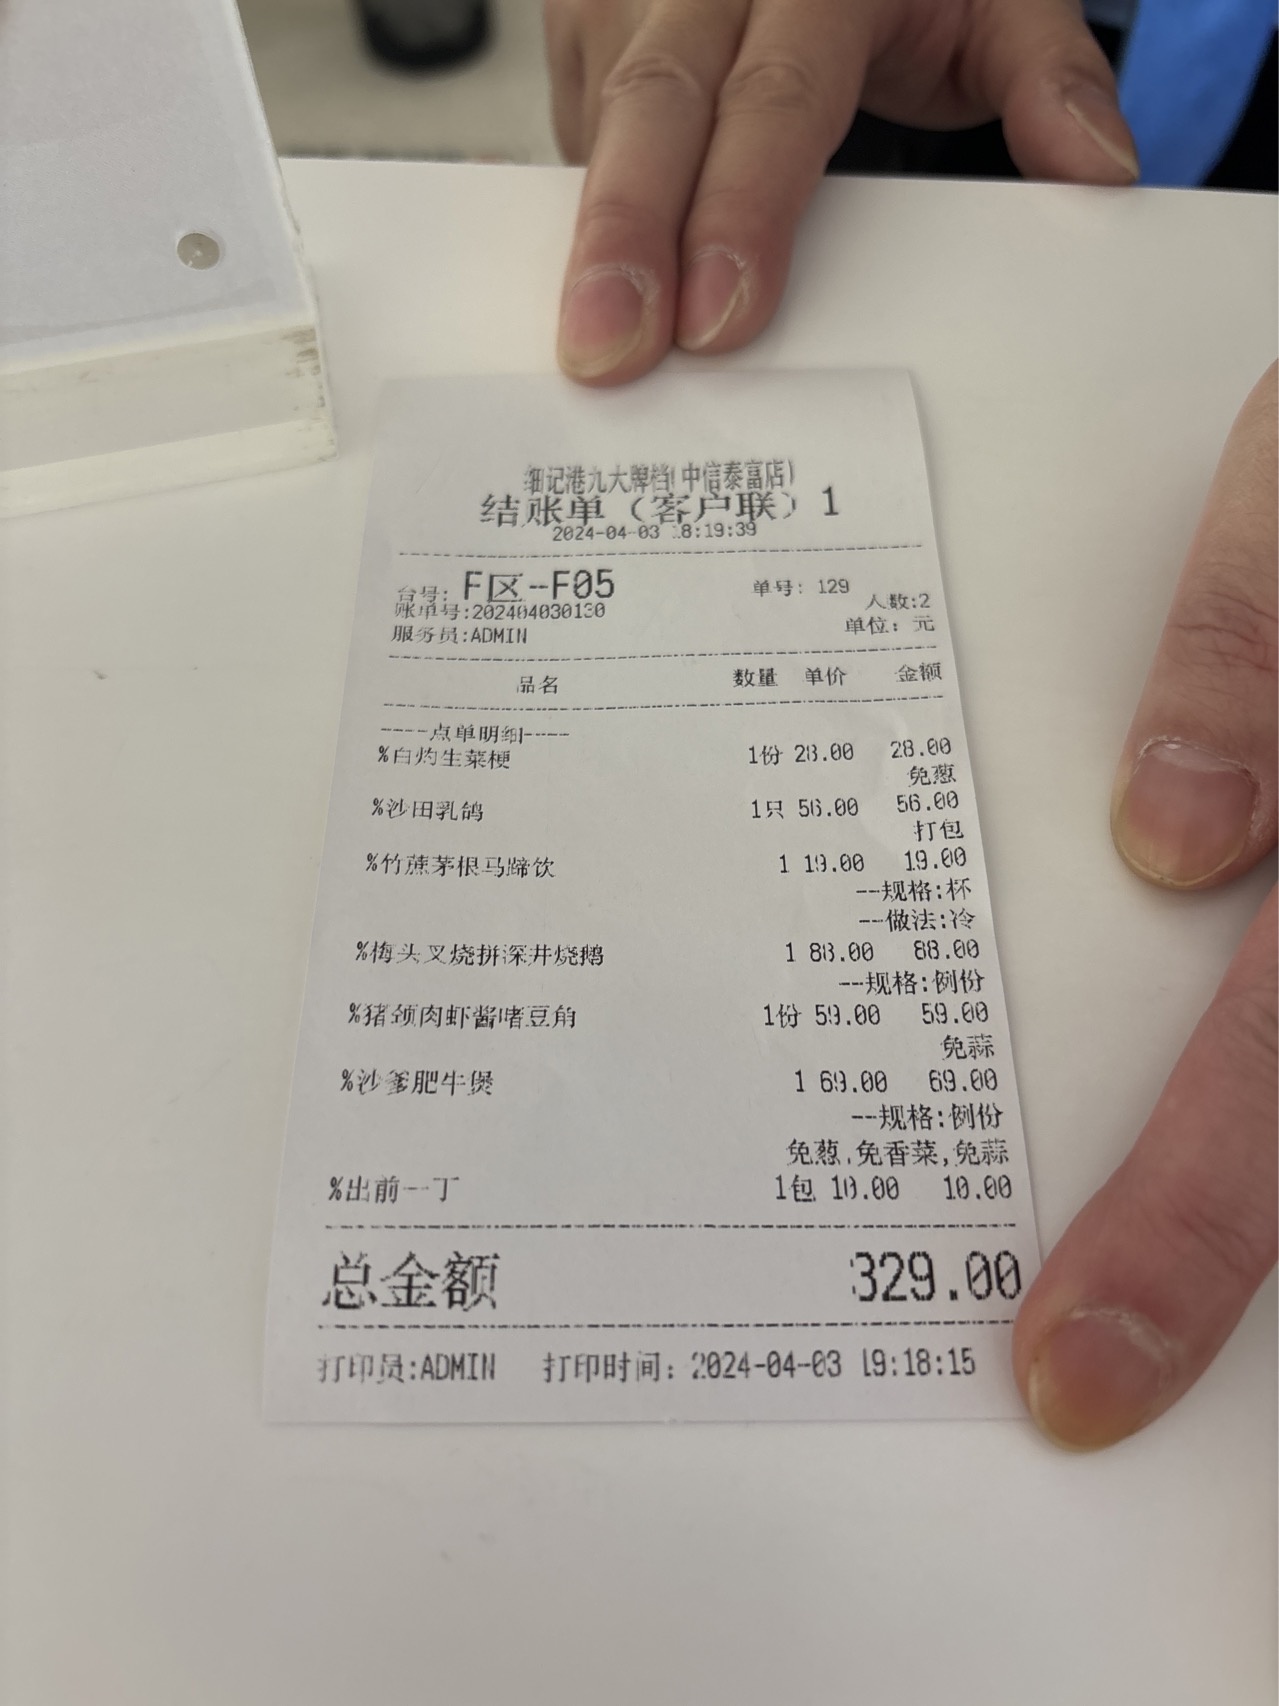 细记港九大牌档(中信泰富店)
结账单（客户联）1
2024-04-03 18:19:39
台号: F区--F05 单号: 129
账单号:202404030130 人数:2
服务员:ADMIN 单位: 元
品名 数量 单价 金额
----点单明细----
%白灼生菜梗 1份 28.00 28.00
免葱
%沙田乳鸽 1只 56.00 56.00
打包
%竹蔗茅根马蹄饮 1 19.00 19.00
--规格:杯
--做法:冷
%梅头叉烧拼深井烧鹅 1 88.00 88.00
--规格:例份
%猪颈肉虾酱啫豆角 1份 59.00 59.00
免蒜
%沙爹肥牛煲 1 69.00 69.00
--规格:例份
免葱,免香菜,免蒜
%出前一丁 1包 10.00 10.00
总金额 329.00
打印员:ADMIN 打印时间: 2024-04-03 19:18:15